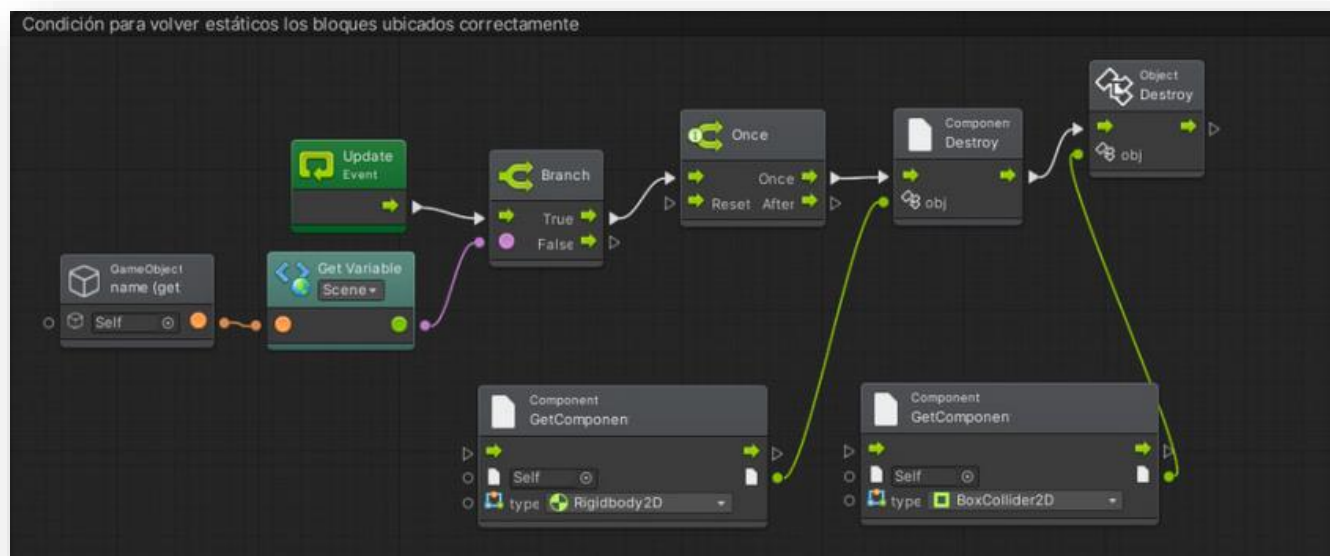 Condición para volver estáticos los bloques ubicados correctamente
Object
Destroy
obj
Componen
Destroy
obj
Once
Once
Reset After
Update
Event
Branch
True
False
GameObject
name (get
Self
Get Variable
Scene
Component
GetComponen
Self
type Rigidbody2D
Component
GetComponen
Self
type BoxCollider2D